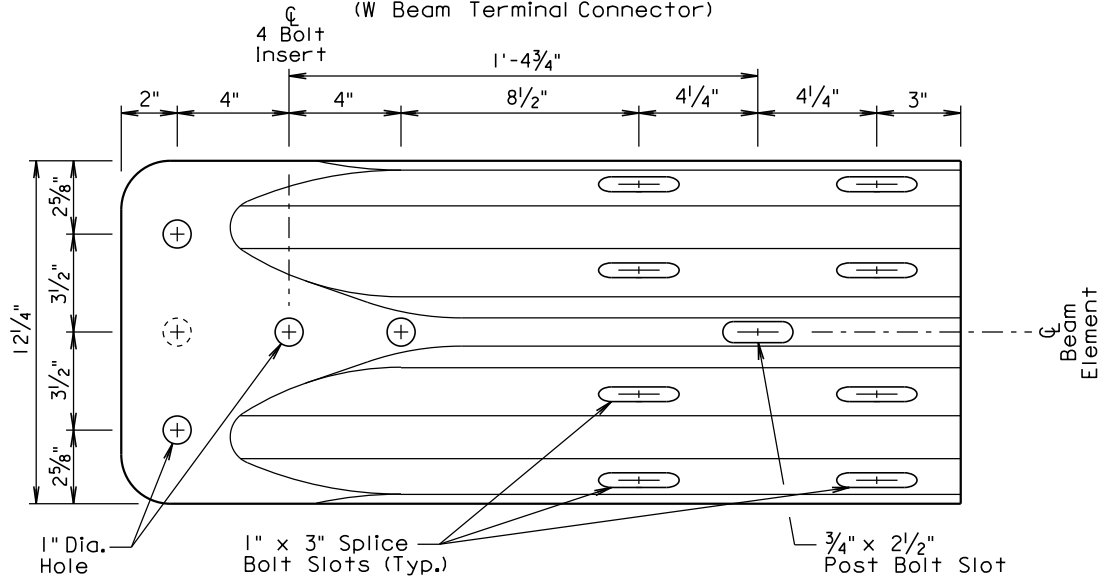 (W Beam Terminal Connector)
℄
4 Bolt
Insert
1'-4¾"
2"
4"
4"
8½"
4¼"
4¼"
3"
2⅝"
3½"
12¼"
3½"
2⅝"
℄
Beam
Element
1" Dia.
Hole
1" x 3" Splice
Bolt Slots (Typ.)
¾" x 2½"
Post Bolt Slot